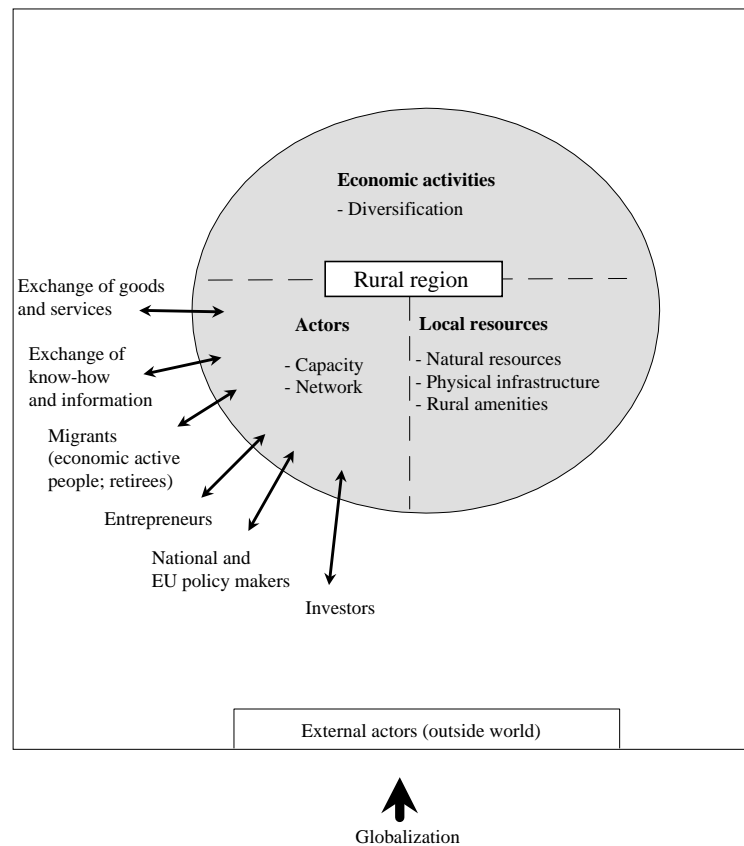 Economic activities
- Diversification
Rural region
Exchange of goods
and services
Actors
- Capacity
- Network
Local resources
- Natural resources
- Physical infrastructure
- Rural amenities
Exchange of
know-how
and information
Migrants
(economic active
people; retirees)
Entrepreneurs
National and
EU policy makers
Investors
External actors (outside world)
Globalization